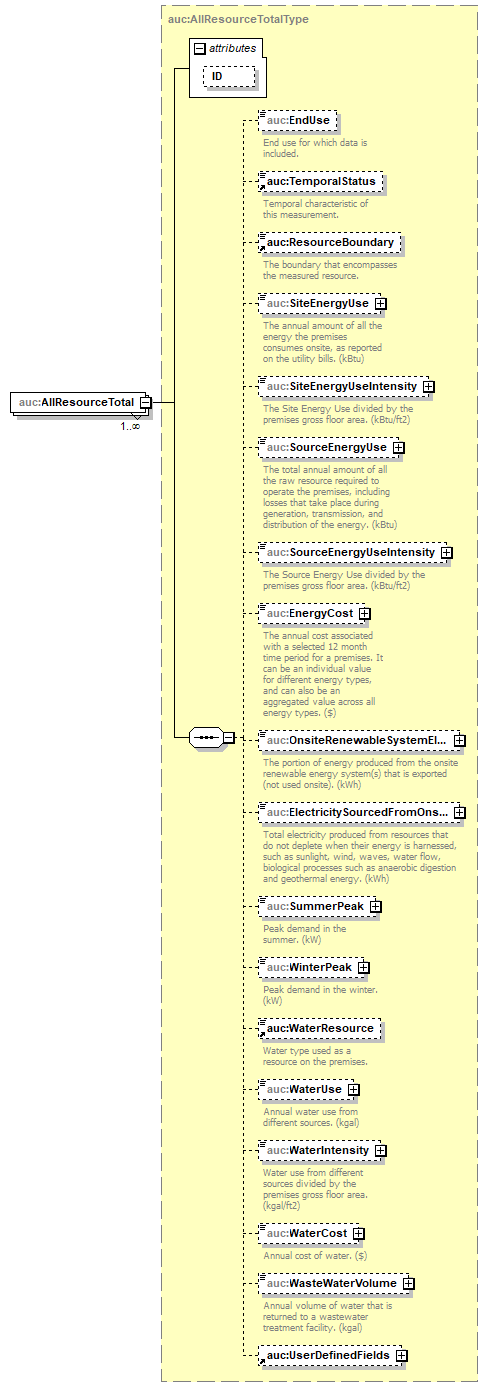 auc:AllResourceTotalType
attributes
ID
auc:EndUse
End use for which data is
included.
auc:TemporalStatus
Temporal characteristic of
this measurement.
auc:ResourceBoundary
The boundary that encompasses
the measured resource.
auc:SiteEnergyUse
The annual amount of all the
energy the premises
consumes onsite, as reported
on the utility bills. (kBtu)
auc:SiteEnergyUseIntensity
The Site Energy Use divided by the
premises gross floor area. (kBtu/ft2)
auc:AllResourceTotal
1..∞
auc:SourceEnergyUse
The total annual amount of all
the raw resource required to
operate the premises, including
losses that take place during
generation, transmission, and
distribution of the energy. (kBtu)
auc:SourceEnergyUseIntensity
The Source Energy Use divided by the
premises gross floor area. (kBtu/ft2)
auc:EnergyCost
The annual cost associated
with a selected 12 month
time period for a premises. It
can be an individual value
for different energy types,
and can also be an
aggregated value across all
energy types. ($)
auc:OnsiteRenewableSystemEl...
The portion of energy produced from the onsite
renewable energy system(s) that is exported
(not used onsite). (kWh)
auc:ElectricitySourcedFromOns...
Total electricity produced from resources that
do not deplete when their energy is harnessed,
such as sunlight, wind, waves, water flow,
biological processes such as anaerobic digestion
and geothermal energy. (kWh)
auc:SummerPeak
Peak demand in the
summer. (kW)
auc:WinterPeak
Peak demand in the winter.
(kW)
auc:WaterResource
Water type used as a
resource on the premises.
auc:WaterUse
Annual water use from
different sources. (kgal)
auc:WaterIntensity
Water use from different
sources divided by the
premises gross floor area.
(kgal/ft2)
auc:WaterCost
Annual cost of water. ($)
auc:WasteWaterVolume
Annual volume of water that is
returned to a wastewater
treatment facility. (kgal)
auc:UserDefinedFields